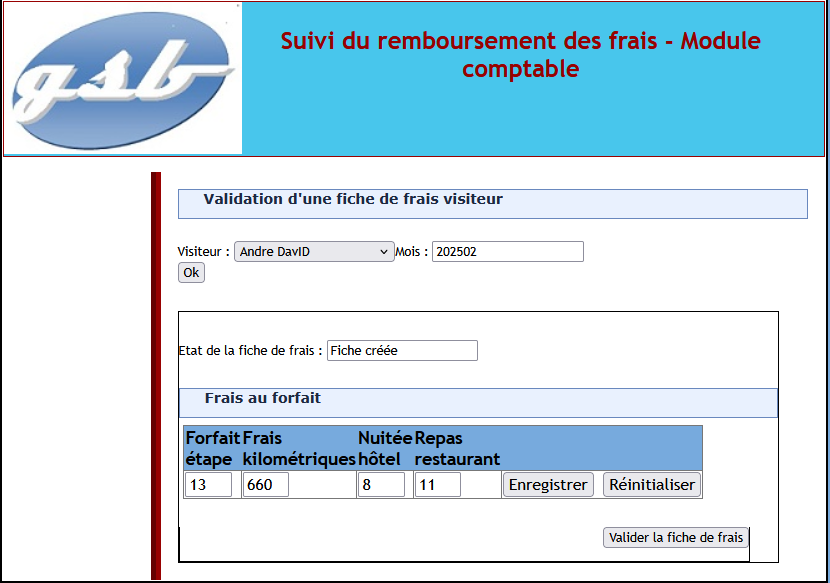 gsb
Suivi du remboursement des frais - Module
comptable
Validation d'une fiche de frais visiteur
Visiteur : Andre DavID Mois : 202502
Ok
Etat de la fiche de frais : Fiche créée
Frais au forfait
Forfait Frais Nuitée Repas
étape kilométriques hôtel restaurant
13 660 8 11 Enregistrer Réinitialiser
Valider la fiche de frais